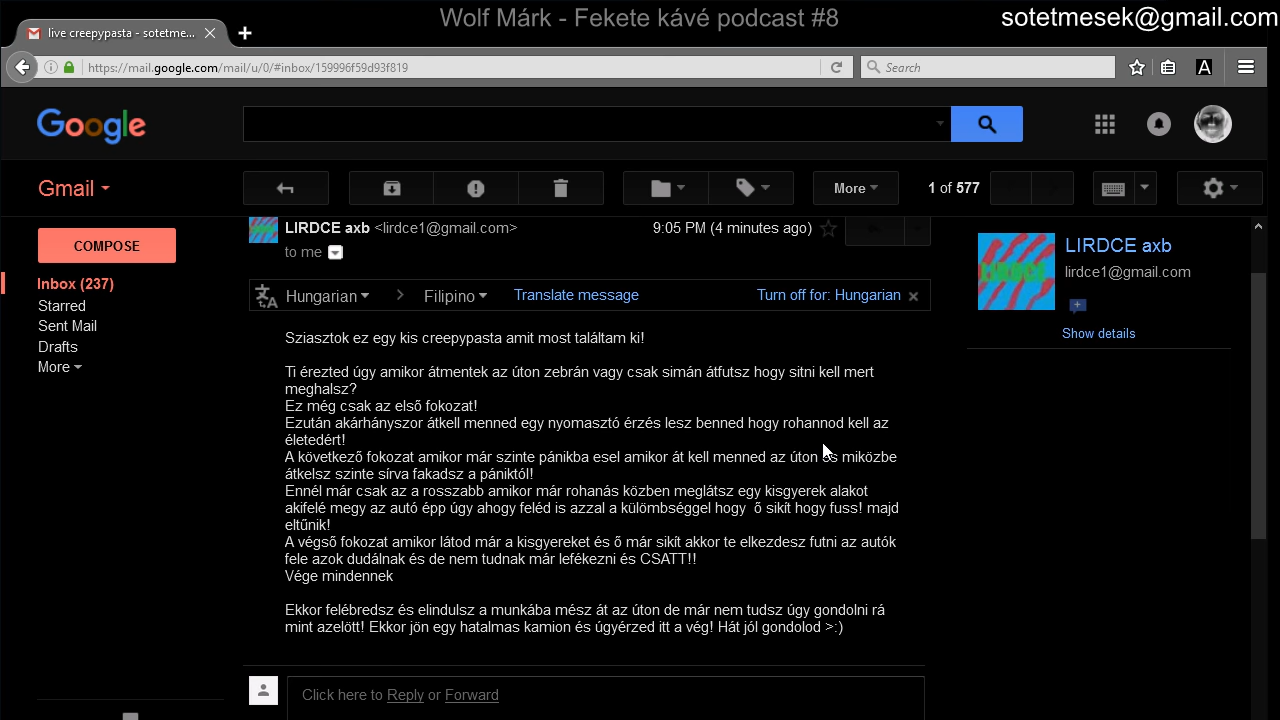 Wolf Márk - Fekete kávé podcast #8
sotetmesek@gmail.com
live creepypasta - sotetme...
https://mail.google.com/mail/u/0/#inbox/159996f59d93f819
Search
A
Google
Gmail
More
1 of 577
COMPOSE
Inbox (237)
Starred
Sent Mail
Drafts
More
LIRDCE axb <lirdce1@gmail.com>
9:05 PM (4 minutes ago)
to me
Hungarian
Filipino
Translate message
Turn off for: Hungarian
Sziasztok ez egy kis creepypasta amit most találtam ki!
Ti érezted úgy amikor átmentek az úton zebrán vagy csak simán átfutsz hogy sitni kell mert
meghalsz?
Ez még csak az első fokozat!
Ezután akárhányszor átkell menned egy nyomasztó érzés lesz benned hogy rohannod kell az
életedért!
A következő fokozat amikor már szinte pánikba esel amikor át kell menned az úton és miközbe
átkelsz szinte sírva fakadsz a pániktól!
Ennél már csak az a rosszabb amikor már rohanás közben meglátsz egy kisgyerek alakot
akifelé megy az autó épp úgy ahogy feléd is azzal a külömbséggel hogy  ő sikít hogy fuss! majd
eltűnik!
A végső fokozat amikor látod már a kisgyereket és ő már sikít akkor te elkezdesz futni az autók
fele azok dudálnak és de nem tudnak már lefékezni és CSATT!!
Vége mindennek
Ekkor felébredsz és elindulsz a munkába mész át az úton de már nem tudsz úgy gondolni rá
mint azelött! Ekkor jön egy hatalmas kamion és úgyérzed itt a vég! Hát jól gondolod >:)
Click here to Reply or Forward
LIRDCE axb
lirdce1@gmail.com
Show details